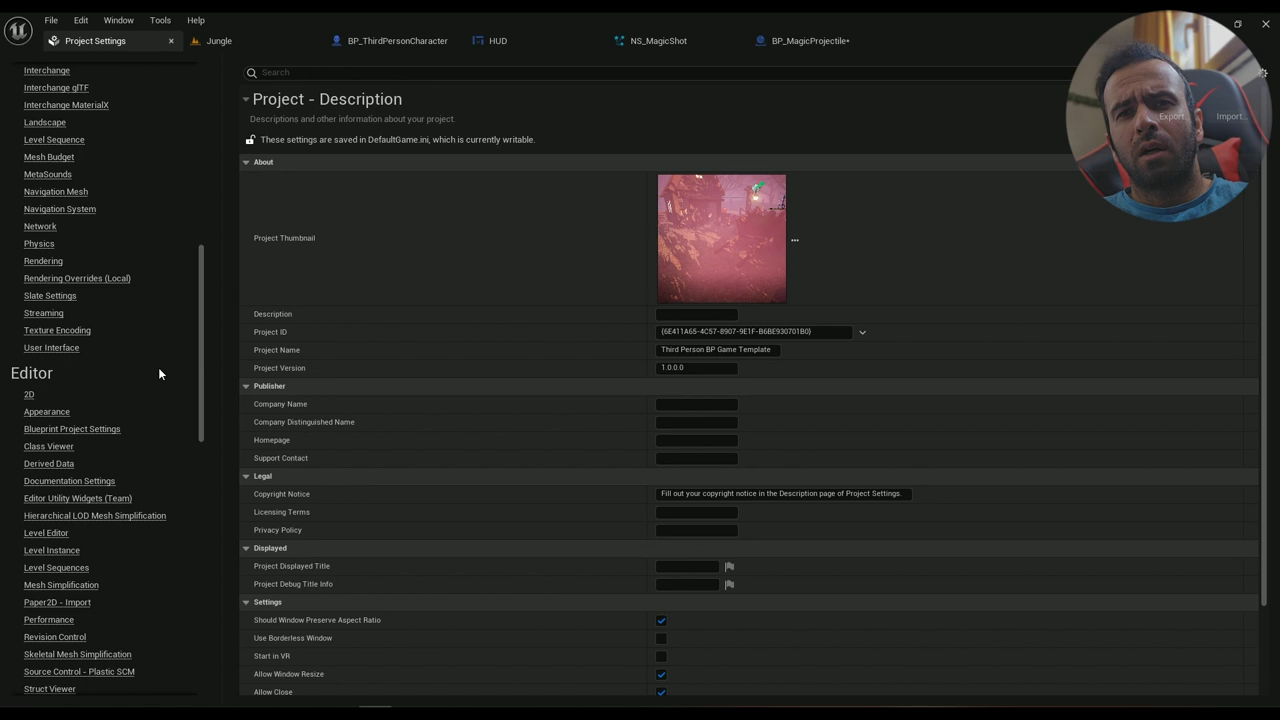 File Edit Window Tools Help
Project Settings Jungle BP_ThirdPersonCharacter HUD NS_MagicShot BP_MagicProjectile•
Interchange
Interchange glTF
Interchange MaterialX
Landscape
Level Sequence
Mesh Budget
MetaSounds
Navigation Mesh
Navigation System
Network
Physics
Rendering
Rendering Overrides (Local)
Slate Settings
Streaming
Texture Encoding
User Interface
Editor
2D
Appearance
Blueprint Project Settings
Class Viewer
Derived Data
Documentation Settings
Editor Utility Widgets (Team)
Hierarchical LOD Mesh Simplification
Level Editor
Level Instance
Level Sequences
Mesh Simplification
Paper2D - Import
Performance
Revision Control
Skeletal Mesh Simplification
Source Control - Plastic SCM
Struct Viewer
Search
Project - Description
Descriptions and other information about your project.
Export... Import...
These settings are saved in DefaultGame.ini, which is currently writable.
About
Project Thumbnail
Description
Project ID {6E411A65-4C57-8907-9E1F-B6BE930701B0}
Project Name Third Person BP Game Template
Project Version 1.0.0.0
Publisher
Company Name
Company Distinguished Name
Homepage
Support Contact
Legal
Copyright Notice Fill out your copyright notice in the Description page of Project Settings.
Licensing Terms
Privacy Policy
Displayed
Project Displayed Title
Project Debug Title Info
Settings
Should Window Preserve Aspect Ratio
Use Borderless Window
Start in VR
Allow Window Resize
Allow Close